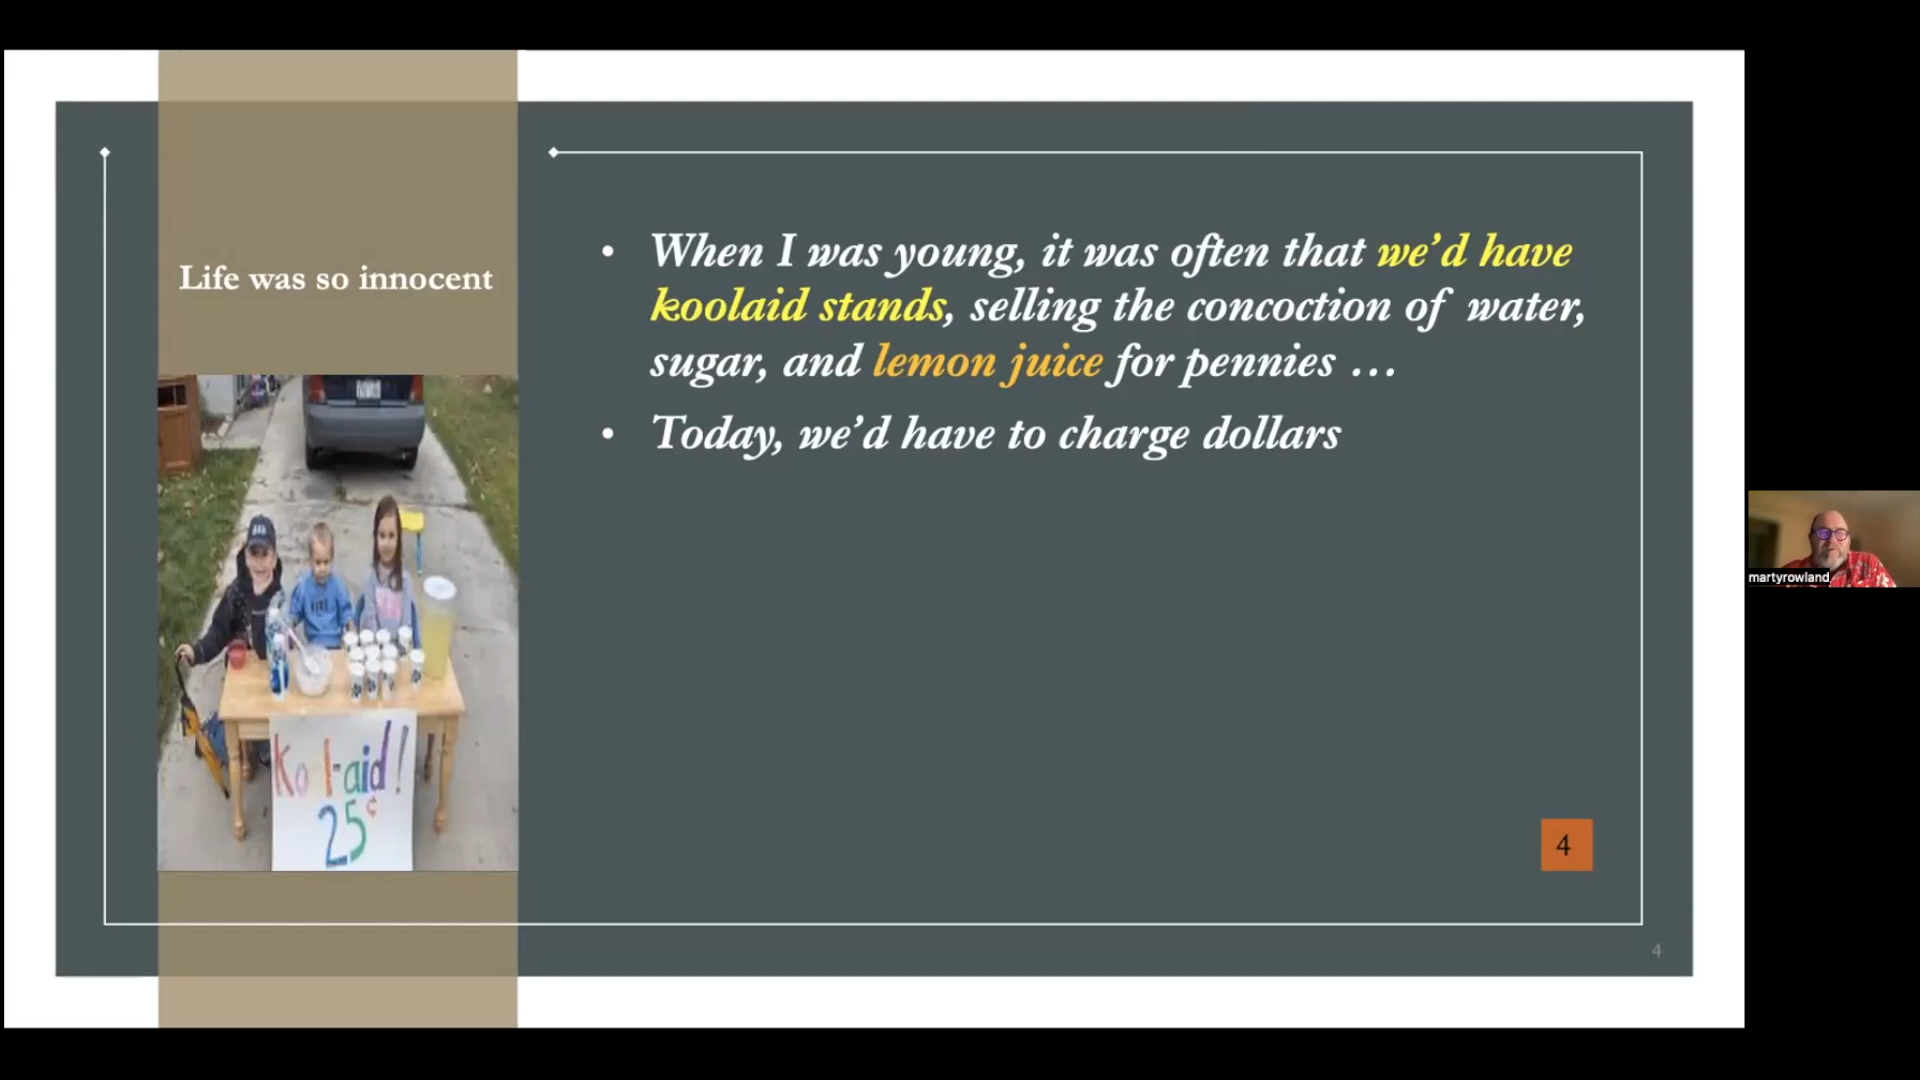 Life was so innocent
• When I was young, it was often that we’d have
koolaid stands, selling the concoction of water,
sugar, and lemon juice for pennies …
• Today, we’d have to charge dollars
Ko l-aid!
25¢
4
4
martyrowland